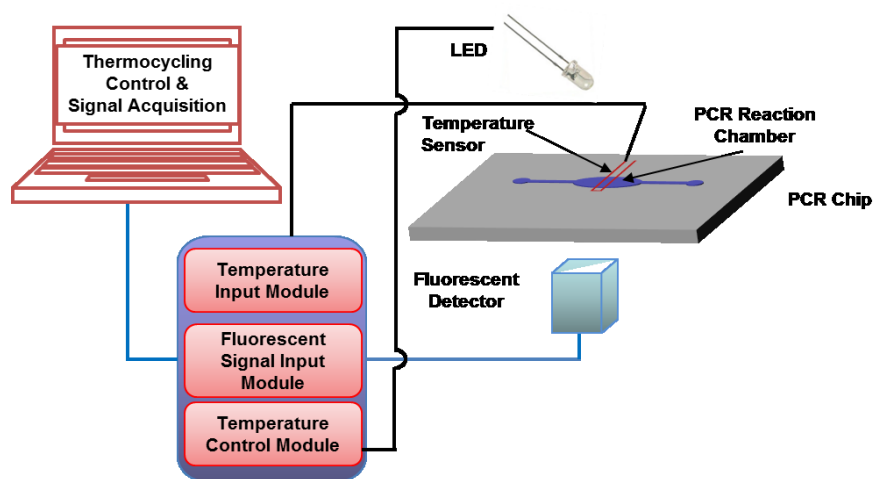 Thermocycling
Control &
Signal Acquisition
LED
Temperature
Sensor
PCR Reaction
Chamber
PCR Chip
Fluorescent
Detector
Temperature
Input Module
Fluorescent
Signal Input
Module
Temperature
Control Module